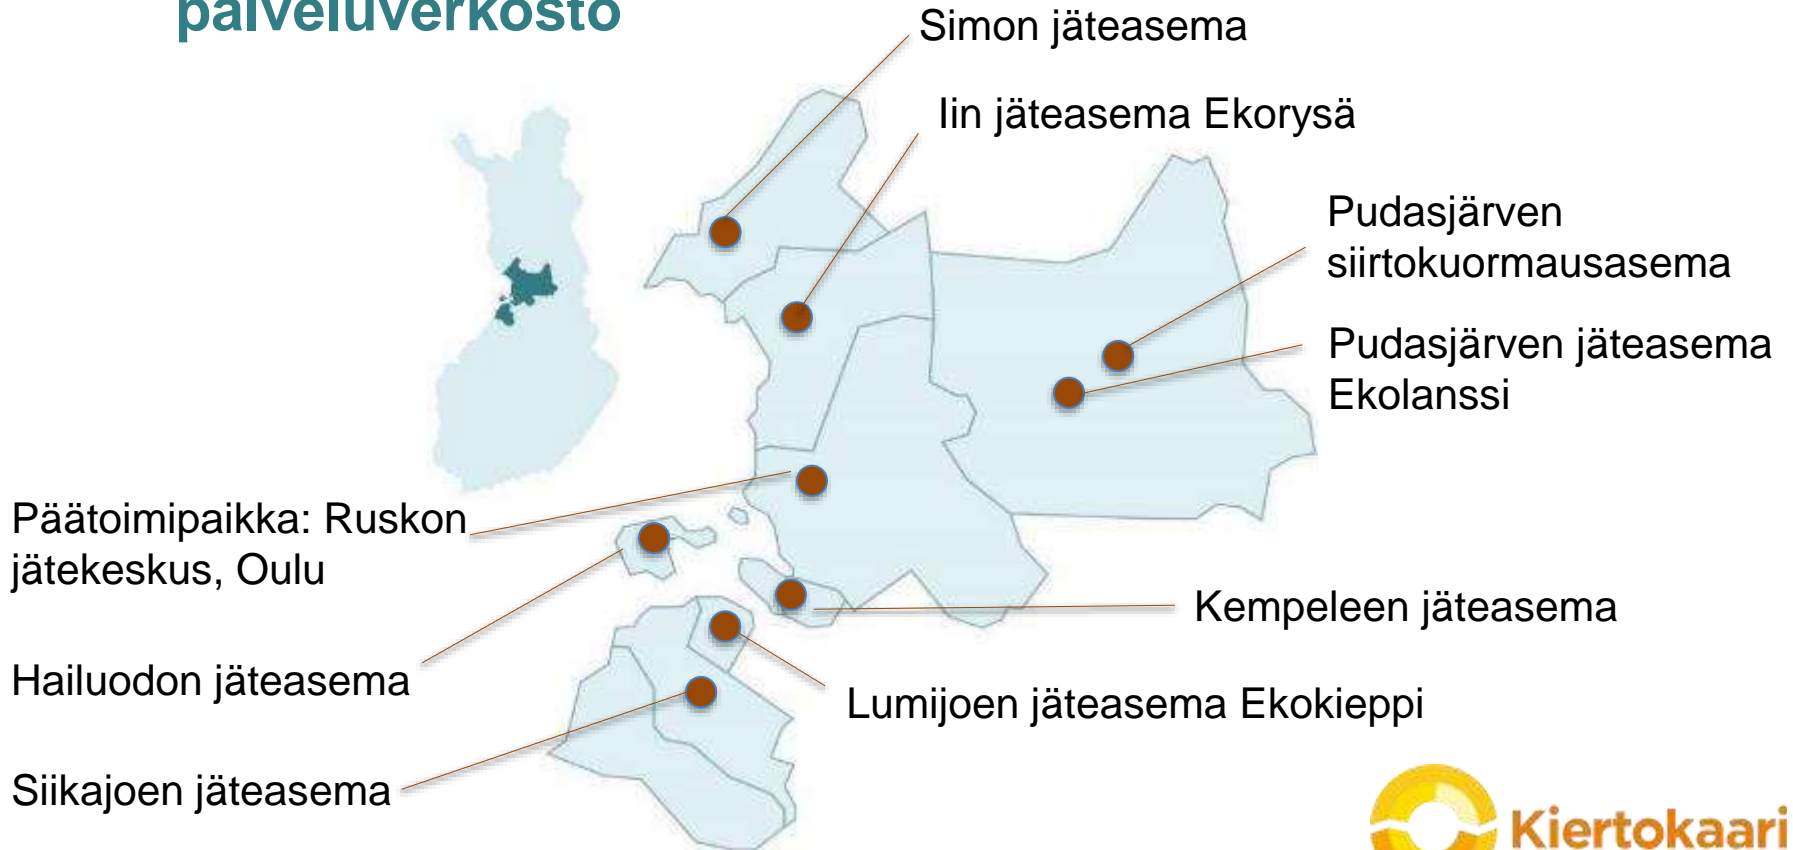 palveluverkosto
Simon jäteasema
Iin jäteasema Ekorysä
Pudasjärven
siirtokuormausasema
Pudasjärven jäteasema
Ekolanssi
Päätoimipaikka: Ruskon
jätekeskus, Oulu
Kempeleen jäteasema
Hailuodon jäteasema
Lumijoen jäteasema Ekokieppi
Siikajoen jäteasema
Kiertokaari